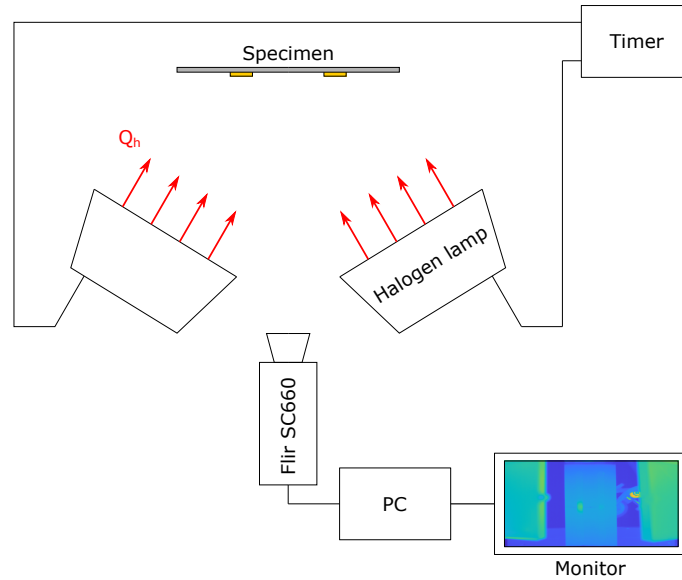 Timer
Specimen
Qh
Halogen lamp
Flir SC660
PC
Monitor